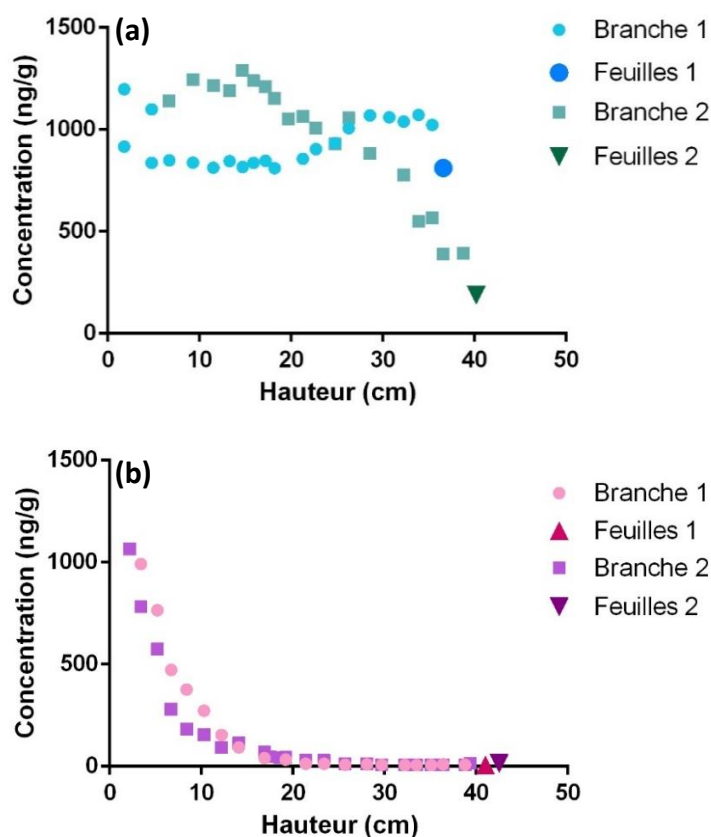 (a)
1500
1000
500
0
Concentration (ng/g)
0 10 20 30 40 50
Hauteur (cm)
Branche 1
Feuilles 1
Branche 2
Feuilles 2
(b)
1500
1000
500
0
Concentration (ng/g)
0 10 20 30 40 50
Hauteur (cm)
Branche 1
Feuilles 1
Branche 2
Feuilles 2